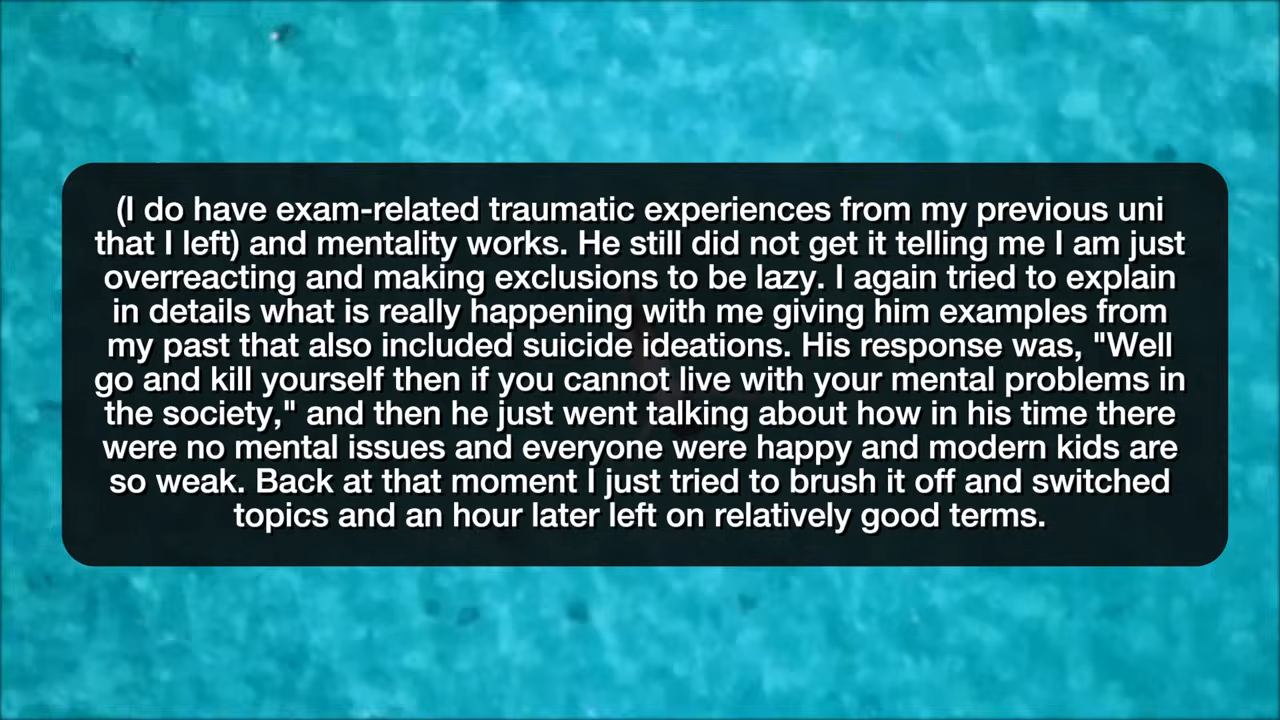 (I do have exam-related traumatic experiences from my previous uni
that I left) and mentality works. He still did not get it telling me I am just
overreacting and making exclusions to be lazy. I again tried to explain
in details what is really happening with me giving him examples from
my past that also included suicide ideations. His response was, "Well
go and kill yourself then if you cannot live with your mental problems in
the society," and then he just went talking about how in his time there
were no mental issues and everyone were happy and modern kids are
so weak. Back at that moment I just tried to brush it off and switched
topics and an hour later left on relatively good terms.